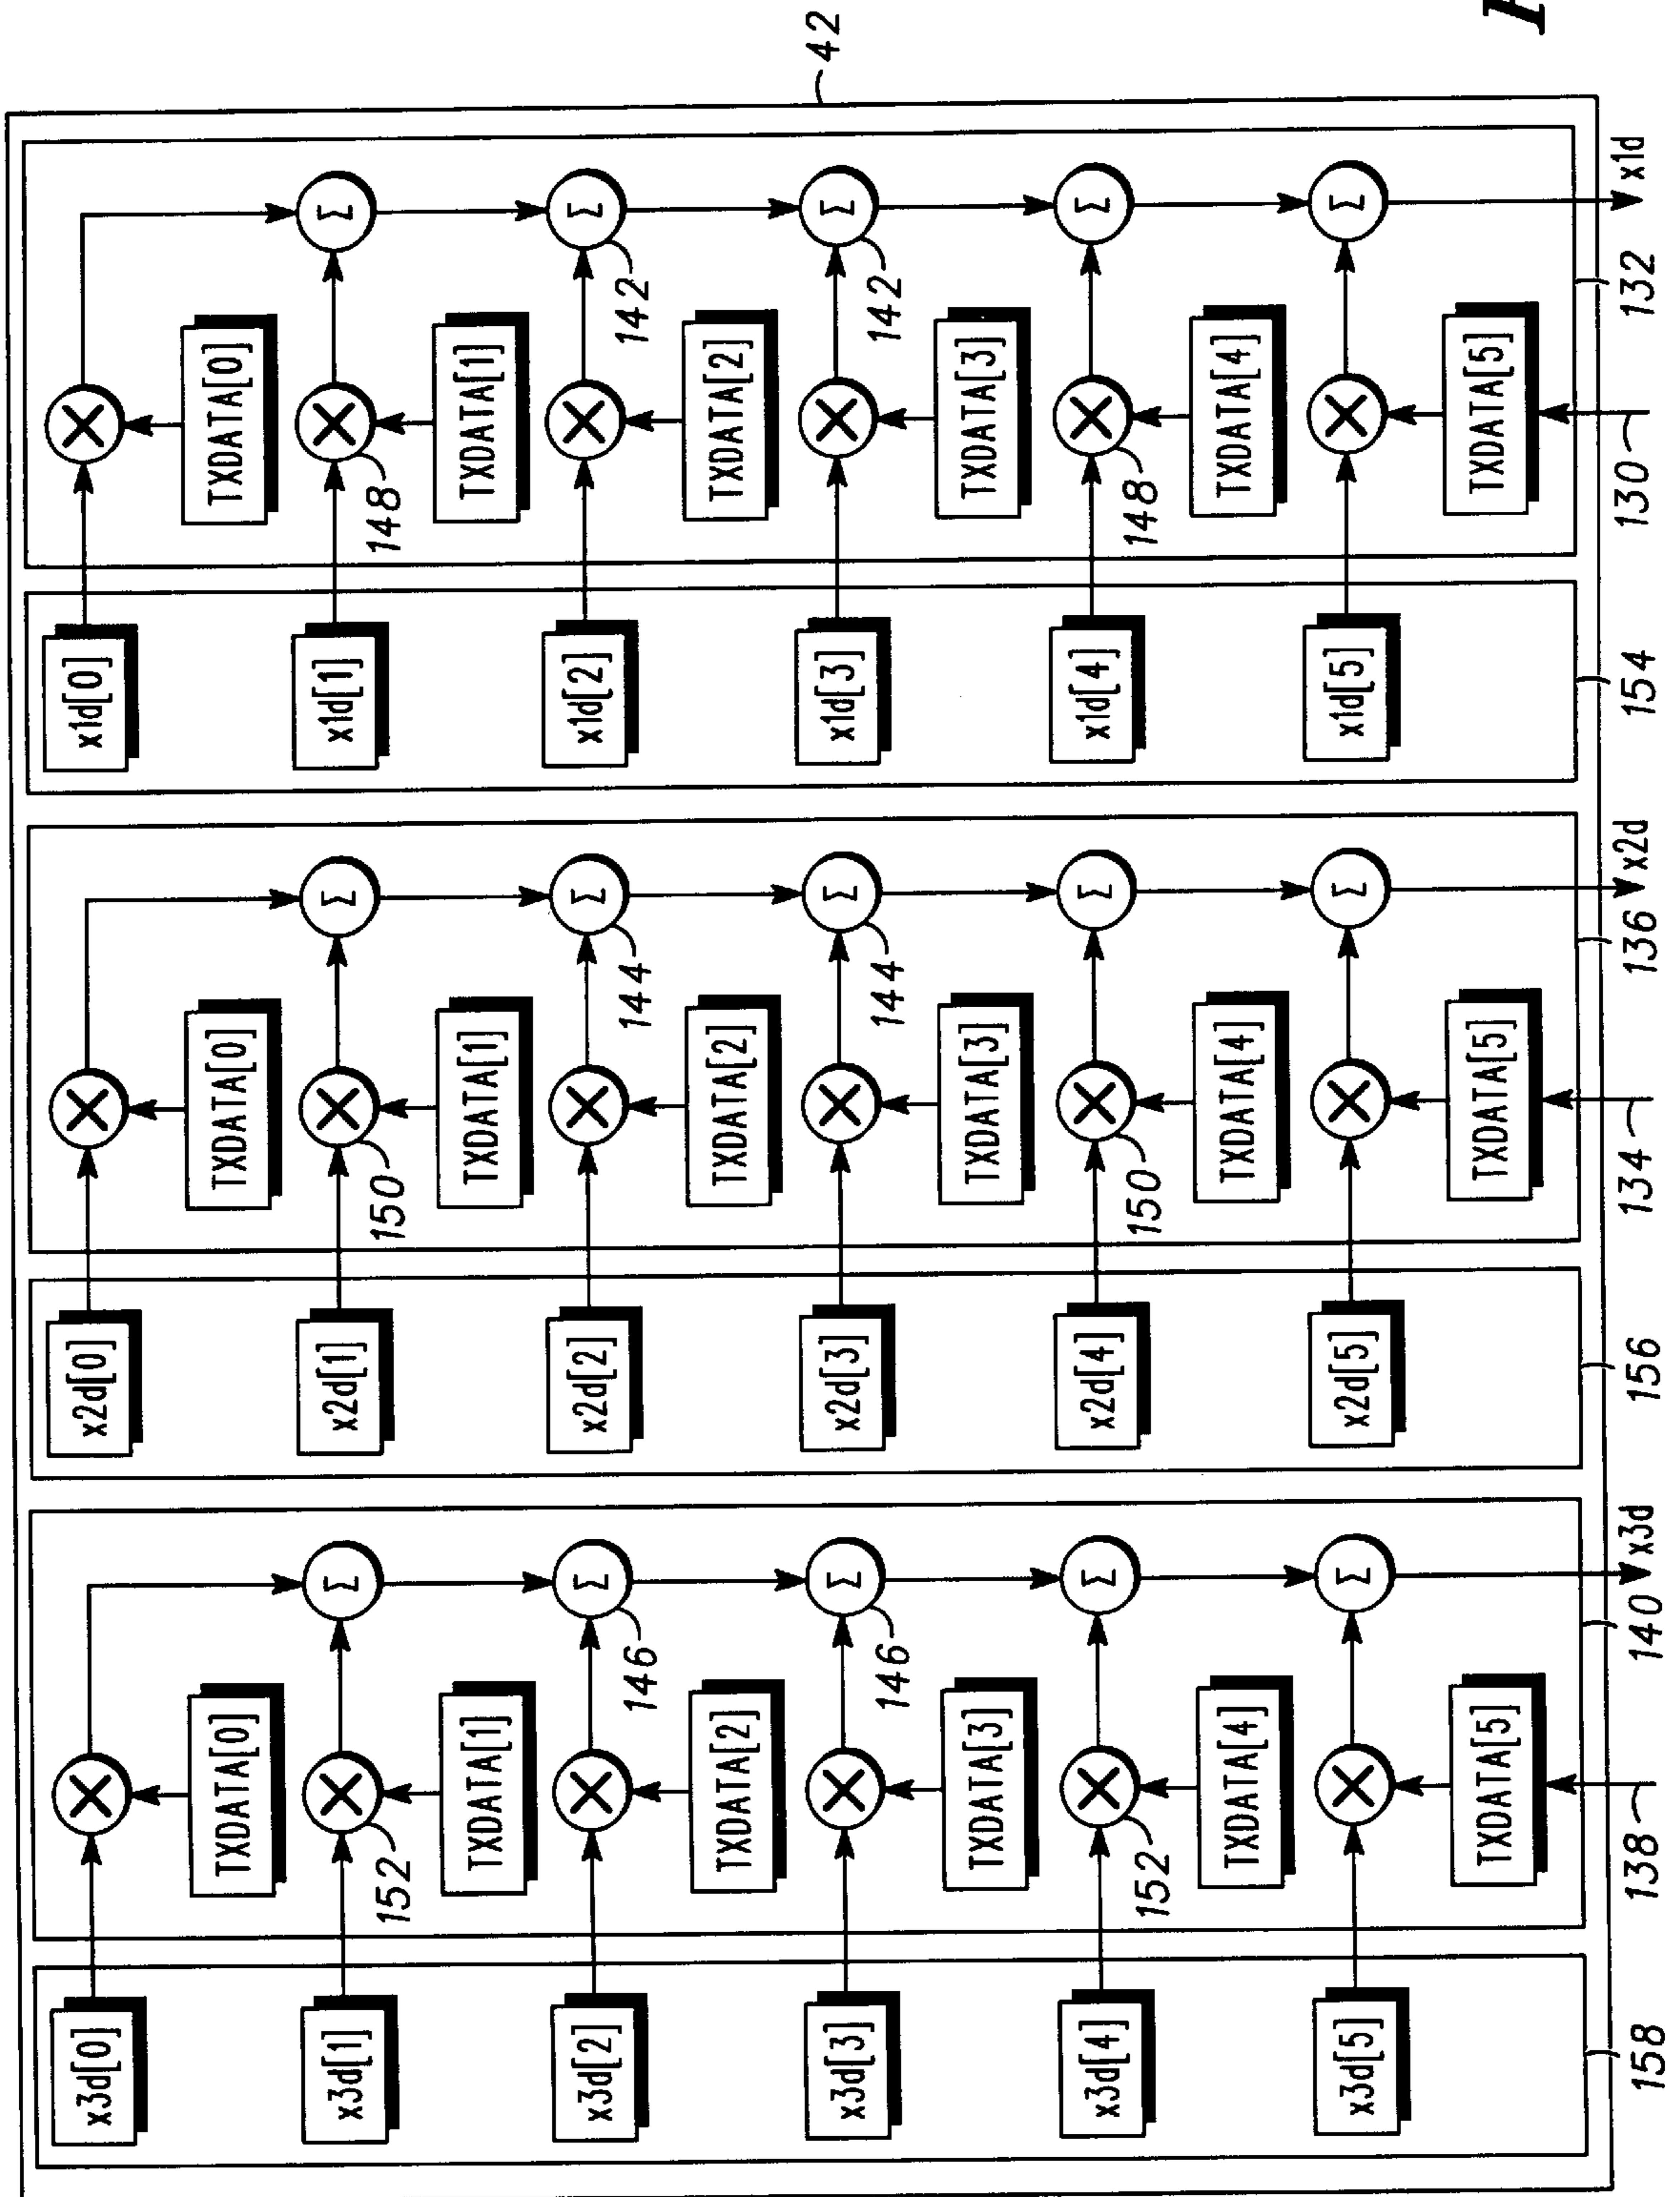 x3d[0]
x2d[0]
x1d[0]
TXDATA[0]
TXDATA[0]
TXDATA[0]
x3d[1]
Σ
x2d[1]
Σ
x1d[1]
Σ
152
150
148
TXDATA[1]
TXDATA[1]
TXDATA[1]
x3d[2]
Σ
x2d[2]
Σ
x1d[2]
Σ
146
144
142
TXDATA[2]
TXDATA[2]
TXDATA[2]
x3d[3]
Σ
x2d[3]
Σ
x1d[3]
Σ
42
146
144
142
TXDATA[3]
TXDATA[3]
TXDATA[3]
x3d[4]
Σ
x2d[4]
Σ
x1d[4]
Σ
152
150
148
TXDATA[4]
TXDATA[4]
TXDATA[4]
x3d[5]
Σ
x2d[5]
Σ
x1d[5]
Σ
TXDATA[5]
TXDATA[5]
TXDATA[5]
158
138
140
x3d
156
134
136
x2d
154
130
132
x1d